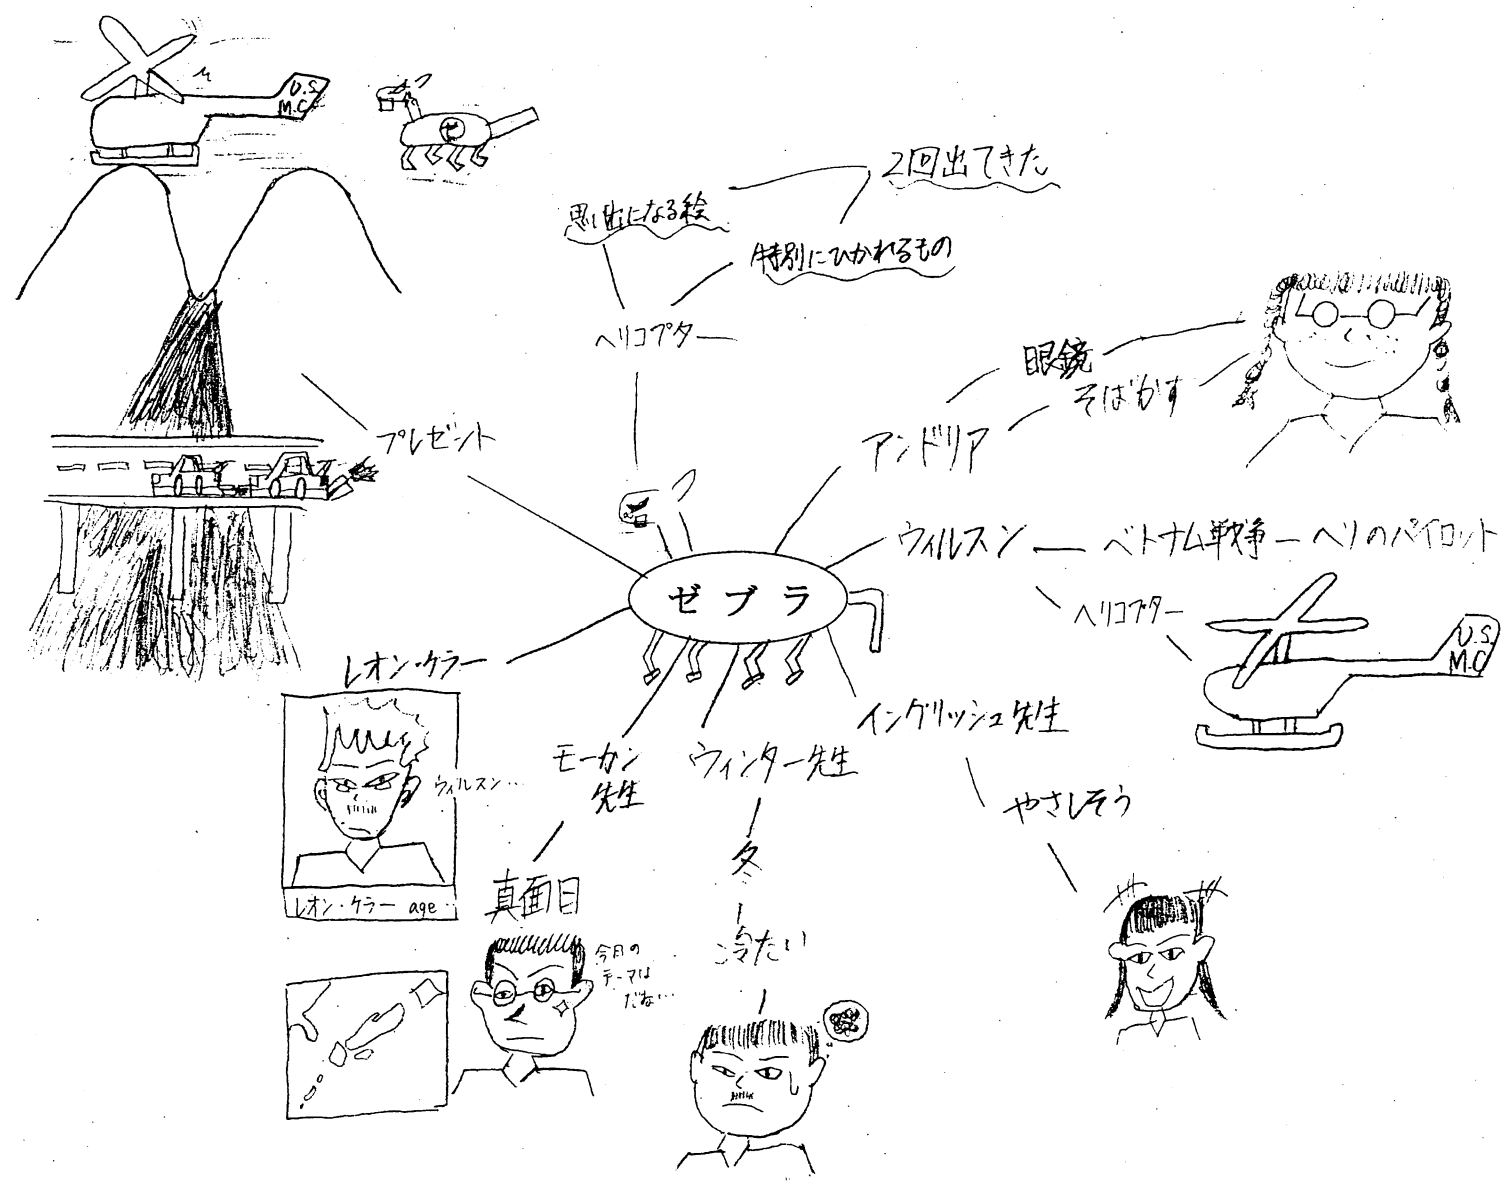 U.S.
M.C.
ゼ
2回出てきた
思い出になる絵
特別にひかれるもの
ヘリコプター
眼鏡
そばかす
アンドリア
プレゼント
ウィルスン
ベトナム戦争
ヘリのパイロット
ヘリコプター
U.S.
M.C
ゼブラ
レオン・ケラー
ウィルスン…
レオン・ケラー age…
モーガン
先生
真面目
今日の
テーマは
だね…
ウィンター先生
冬
冷たい
イングリッシュ先生
やさしそう